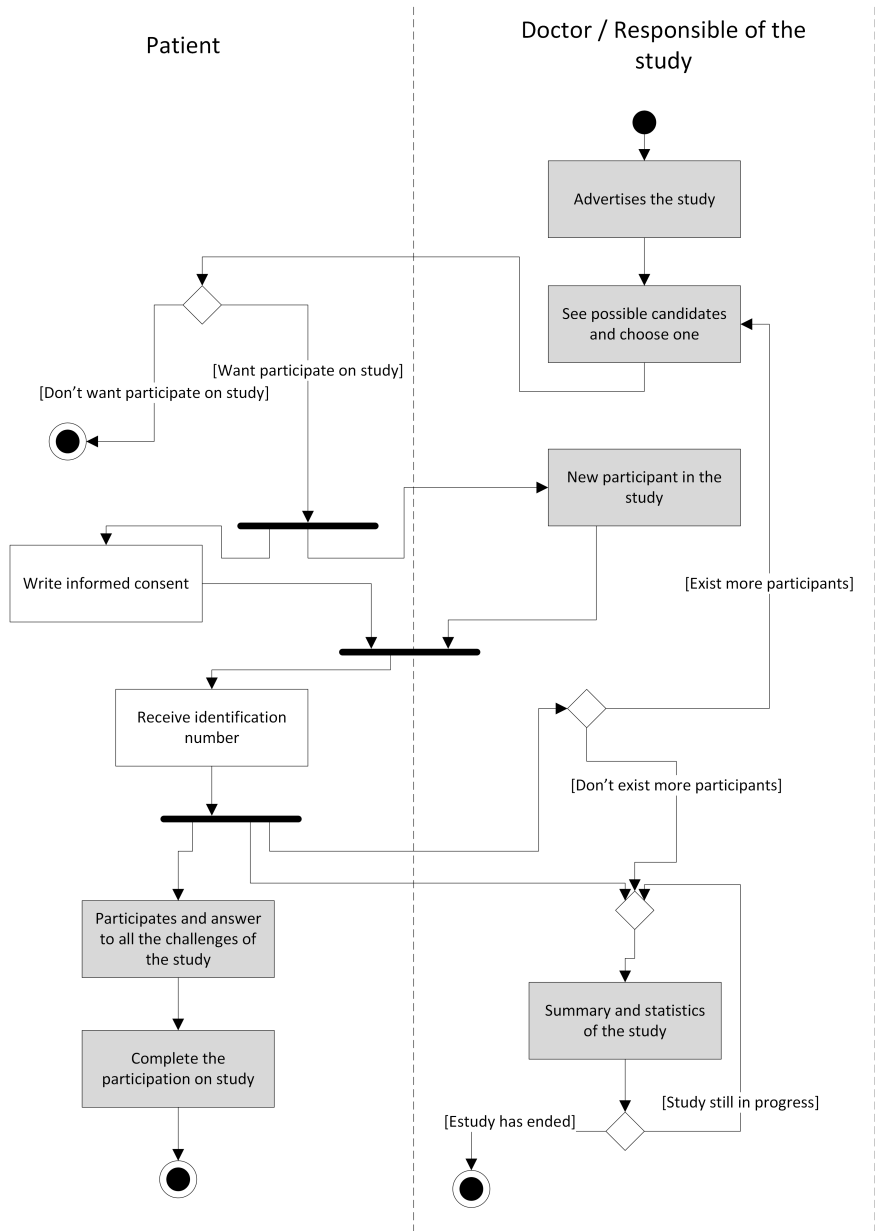 Patient
Doctor / Responsible of the
study
Advertises the study
See possible candidates
and choose one
[Want participate on study]
[Don’t want participate on study]
New participant in the
study
Write informed consent
[Exist more participants]
Receive identification
number
[Don’t exist more participants]
Participates and answer
to all the challenges of
the study
Summary and statistics
of the study
Complete the
participation on study
[Study still in progress]
[Estudy has ended]